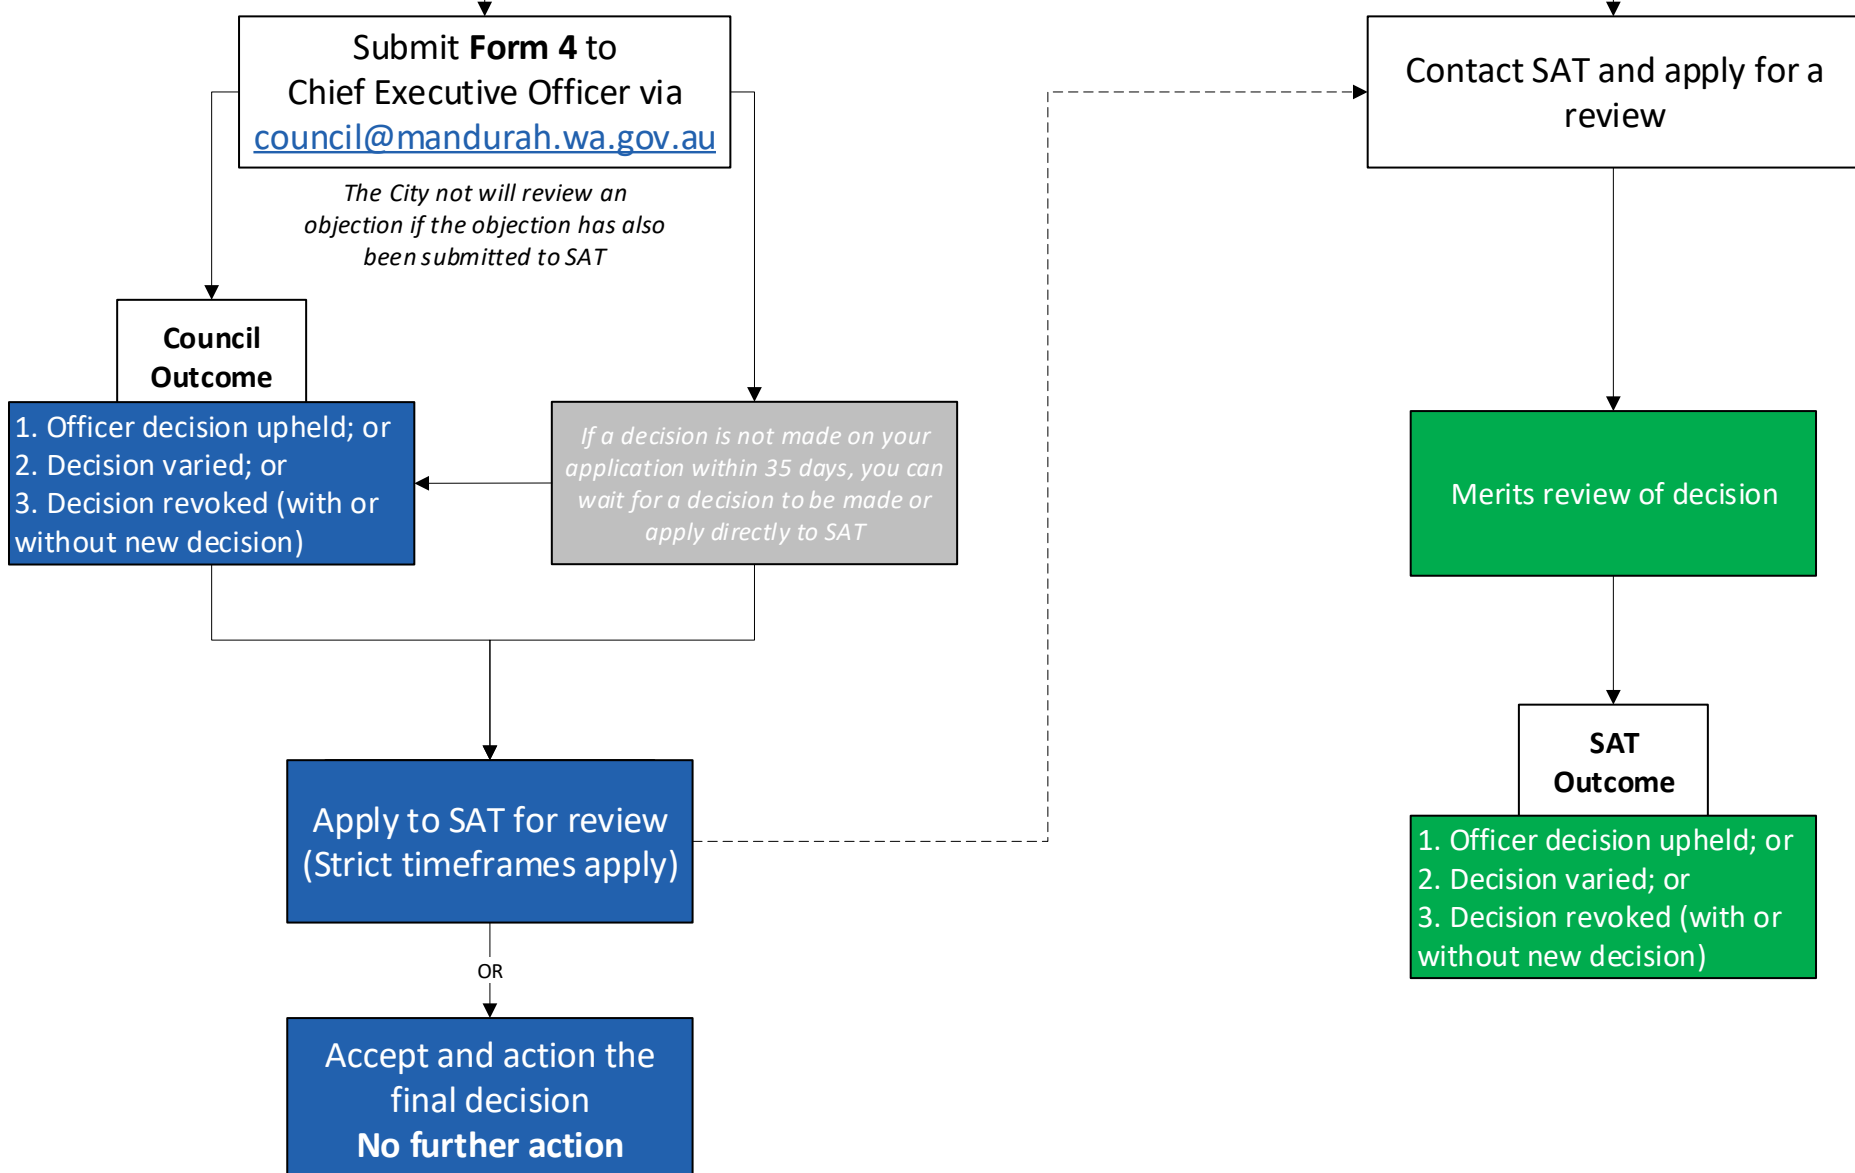 Submit Form 4 to
Chief Executive Officer via
council@mandurah.wa.gov.au
The City not will review an
objection if the objection has also
been submitted to SAT
Council
Outcome
1. Officer decision upheld; or
2. Decision varied; or
3. Decision revoked (with or
without new decision)
If a decision is not made on your
application within 35 days, you can
wait for a decision to be made or
apply directly to SAT
Apply to SAT for review
(Strict timeframes apply)
OR
Accept and action the
final decision
No further action
Contact SAT and apply for a
review
Merits review of decision
SAT
Outcome
1. Officer decision upheld; or
2. Decision varied; or
3. Decision revoked (with or
without new decision)